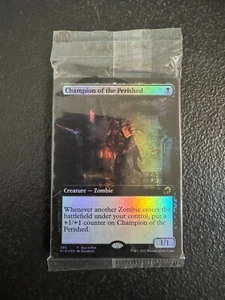 Champion of the Perished
Creature — Zombie
Whenever another Zombie enters the
battlefield under your control, put a
+1/+1 counter on Champion of the
Perished.
1/1